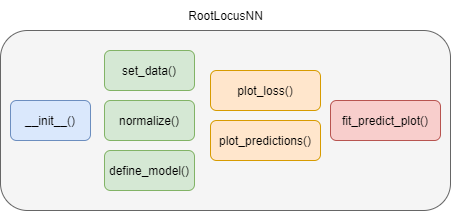 RootLocusNN
__init__()
set_data()
normalize()
define_model()
plot_loss()
plot_predictions()
fit_predict_plot()